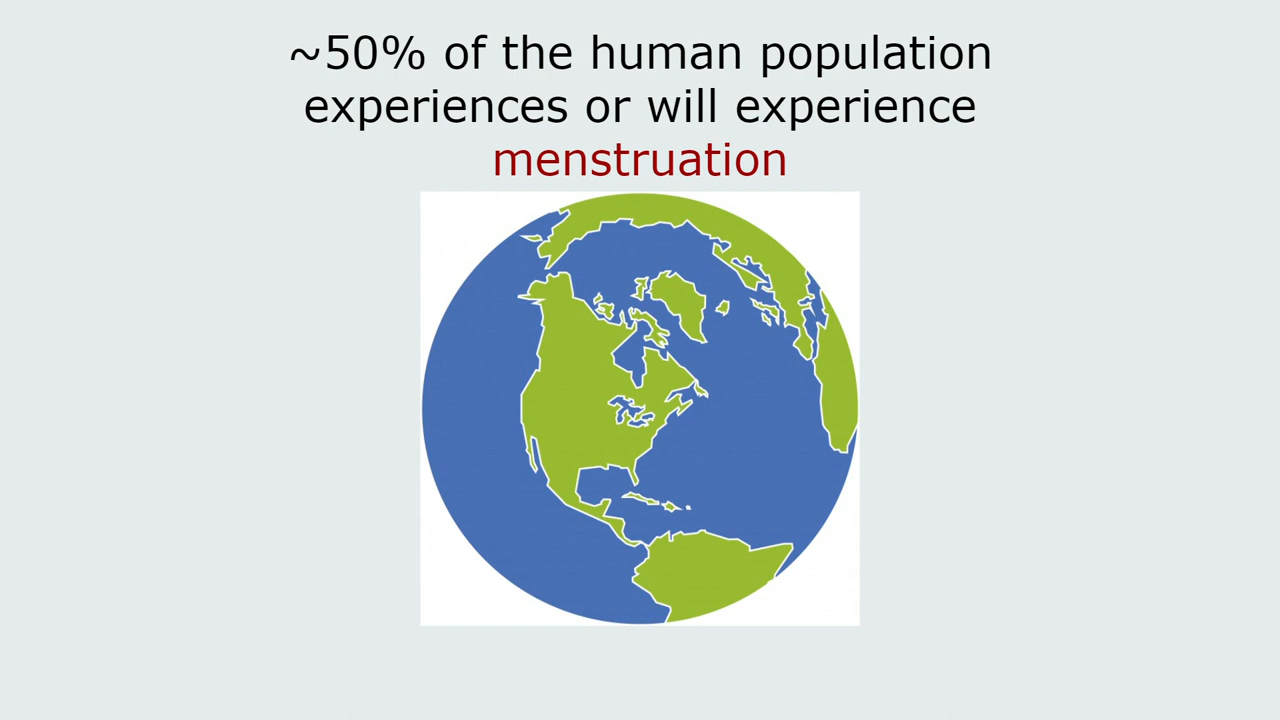 ~50% of the human population
experiences or will experience
menstruation